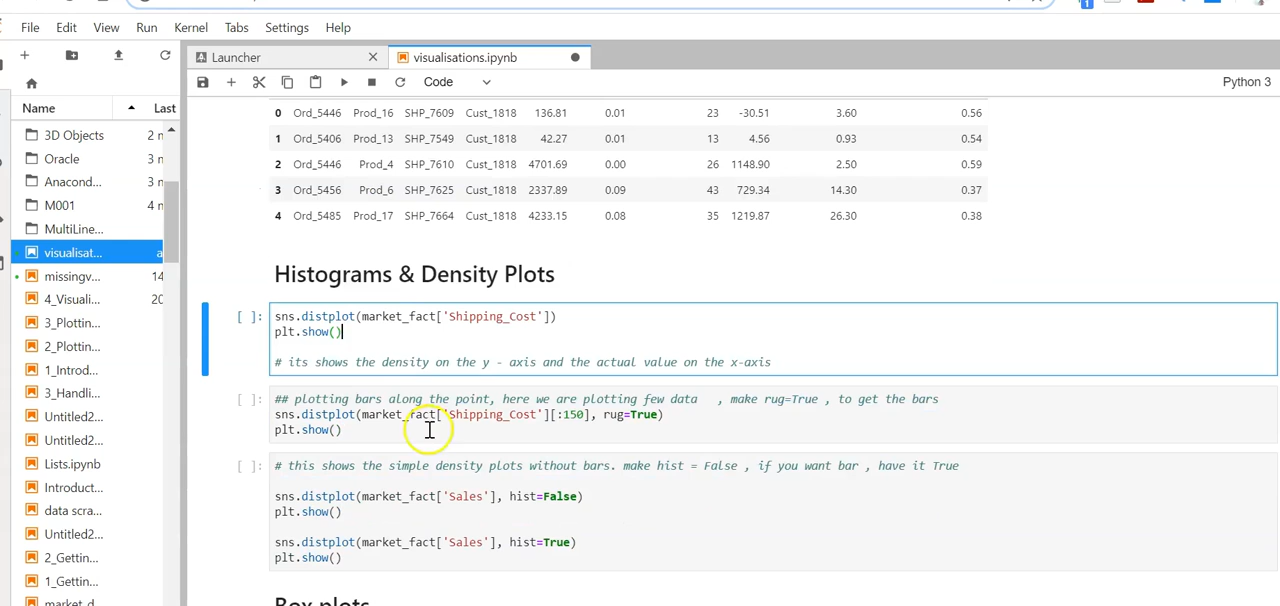 1
File Edit View Run Kernel Tabs Settings Help
Launcher
visualisations.ipynb
Code
Python 3
Name Last
3D Objects 2 m
Oracle 3 m
Anacond... 3 m
M001 4 m
MultiLine...
visualisat... a
missingv... 14
4_Visuali... 20
3_Plottin...
2_Plottin...
1_Introd...
3_Handli...
Untitled2...
Untitled2...
Lists.ipynb
Introduct...
data scra...
Untitled2...
2_Gettin...
1_Gettin...
market_d
0 Ord_5446 Prod_16 SHP_7609 Cust_1818 136.81 0.01 23 -30.51 3.60 0.56
1 Ord_5406 Prod_13 SHP_7549 Cust_1818 42.27 0.01 13 4.56 0.93 0.54
2 Ord_5446 Prod_4 SHP_7610 Cust_1818 4701.69 0.00 26 1148.90 2.50 0.59
3 Ord_5456 Prod_6 SHP_7625 Cust_1818 2337.89 0.09 43 729.34 14.30 0.37
4 Ord_5485 Prod_17 SHP_7664 Cust_1818 4233.15 0.08 35 1219.87 26.30 0.38
Histograms & Density Plots
[ ]: sns.distplot(market_fact['Shipping_Cost'])
plt.show()
# its shows the density on the y - axis and the actual value on the x-axis
[ ]: ## plotting bars along the point, here we are plotting few data , make rug=True , to get the bars
sns.distplot(market_fact['Shipping_Cost'][:150], rug=True)
plt.show()
[ ]: # this shows the simple density plots without bars. make hist = False , if you want bar , have it True
sns.distplot(market_fact['Sales'], hist=False)
plt.show()
sns.distplot(market_fact['Sales'], hist=True)
plt.show()
Box plots